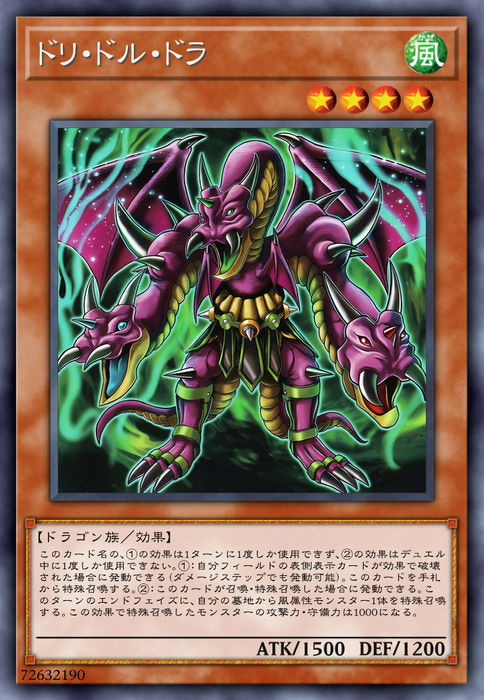 ドリ・ドル・ドラ
かぜ
風
【ドラゴン族／効果】
このカード名の、①の効果は1ターンに1度しか使用できず、②の効果はデュエル
中に1度しか使用できない。①：自分フィールドの表側表示カードが効果で破壊
された場合に発動できる(ダメージステップでも発動可能)。このカードを手札
から特殊召喚する。②：このカードが召喚・特殊召喚した場合に発動できる。こ
のターンのエンドフェイズに、自分の墓地から風属性モンスター1体を特殊召喚
する。この効果で特殊召喚したモンスターの攻撃力・守備力は1000になる。
ATK/1500 DEF/1200
72632190